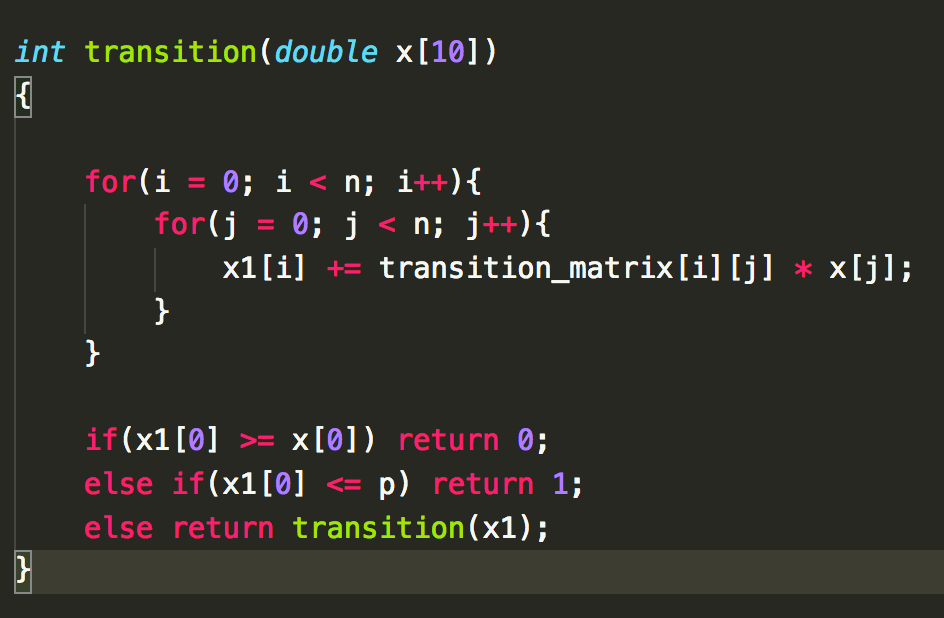 int transition(double x[10])
{
for(i = 0; i < n; i++){
for(j = 0; j < n; j++){
x1[i] += transition_matrix[i][j] * x[j];
}
}
if(x1[0] >= x[0]) return 0;
else if(x1[0] <= p) return 1;
else return transition(x1);
}